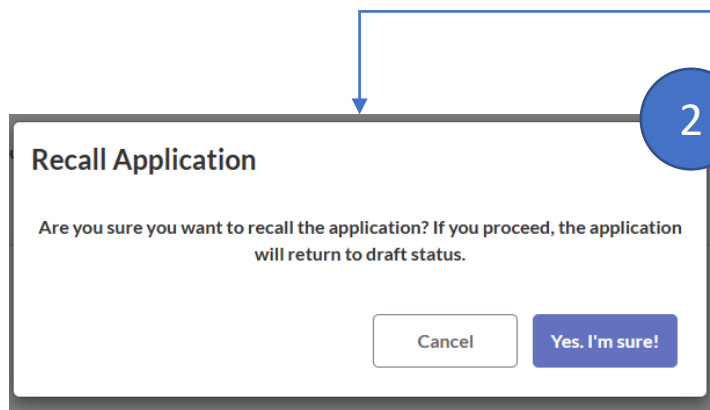 2
Recall Application
Are you sure you want to recall the application? If you proceed, the application
will return to draft status.
Cancel
Yes. I'm sure!